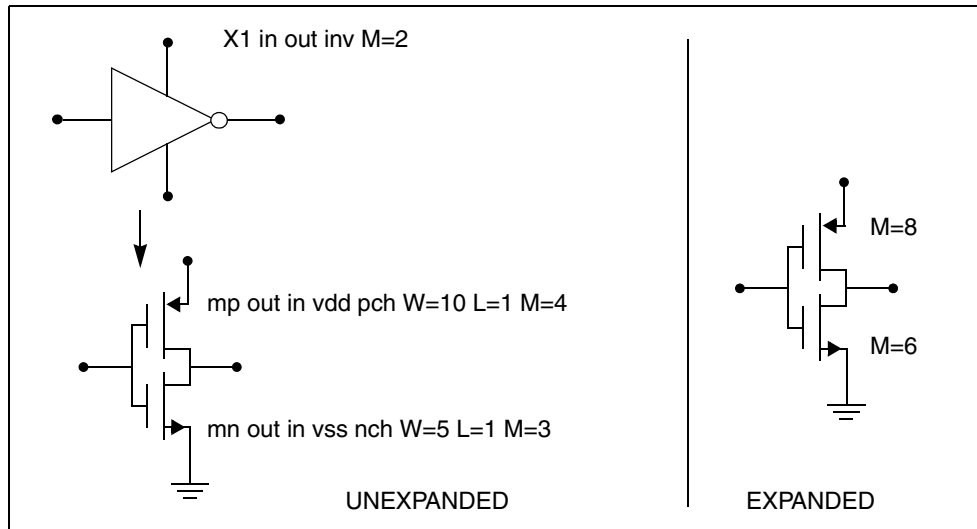 X1 in out inv M=2
mp out in vdd pch W=10 L=1 M=4
mn out in vss nch W=5 L=1 M=3
UNEXPANDED
M=8
M=6
EXPANDED